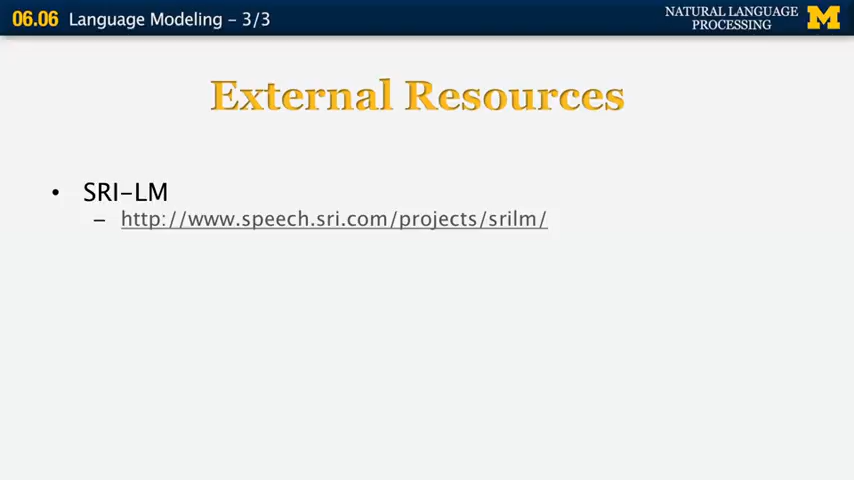 06.06 Language Modeling – 3/3
NATURAL LANGUAGE
PROCESSING
M
External Resources
• SRI-LM
– http://www.speech.sri.com/projects/srilm/